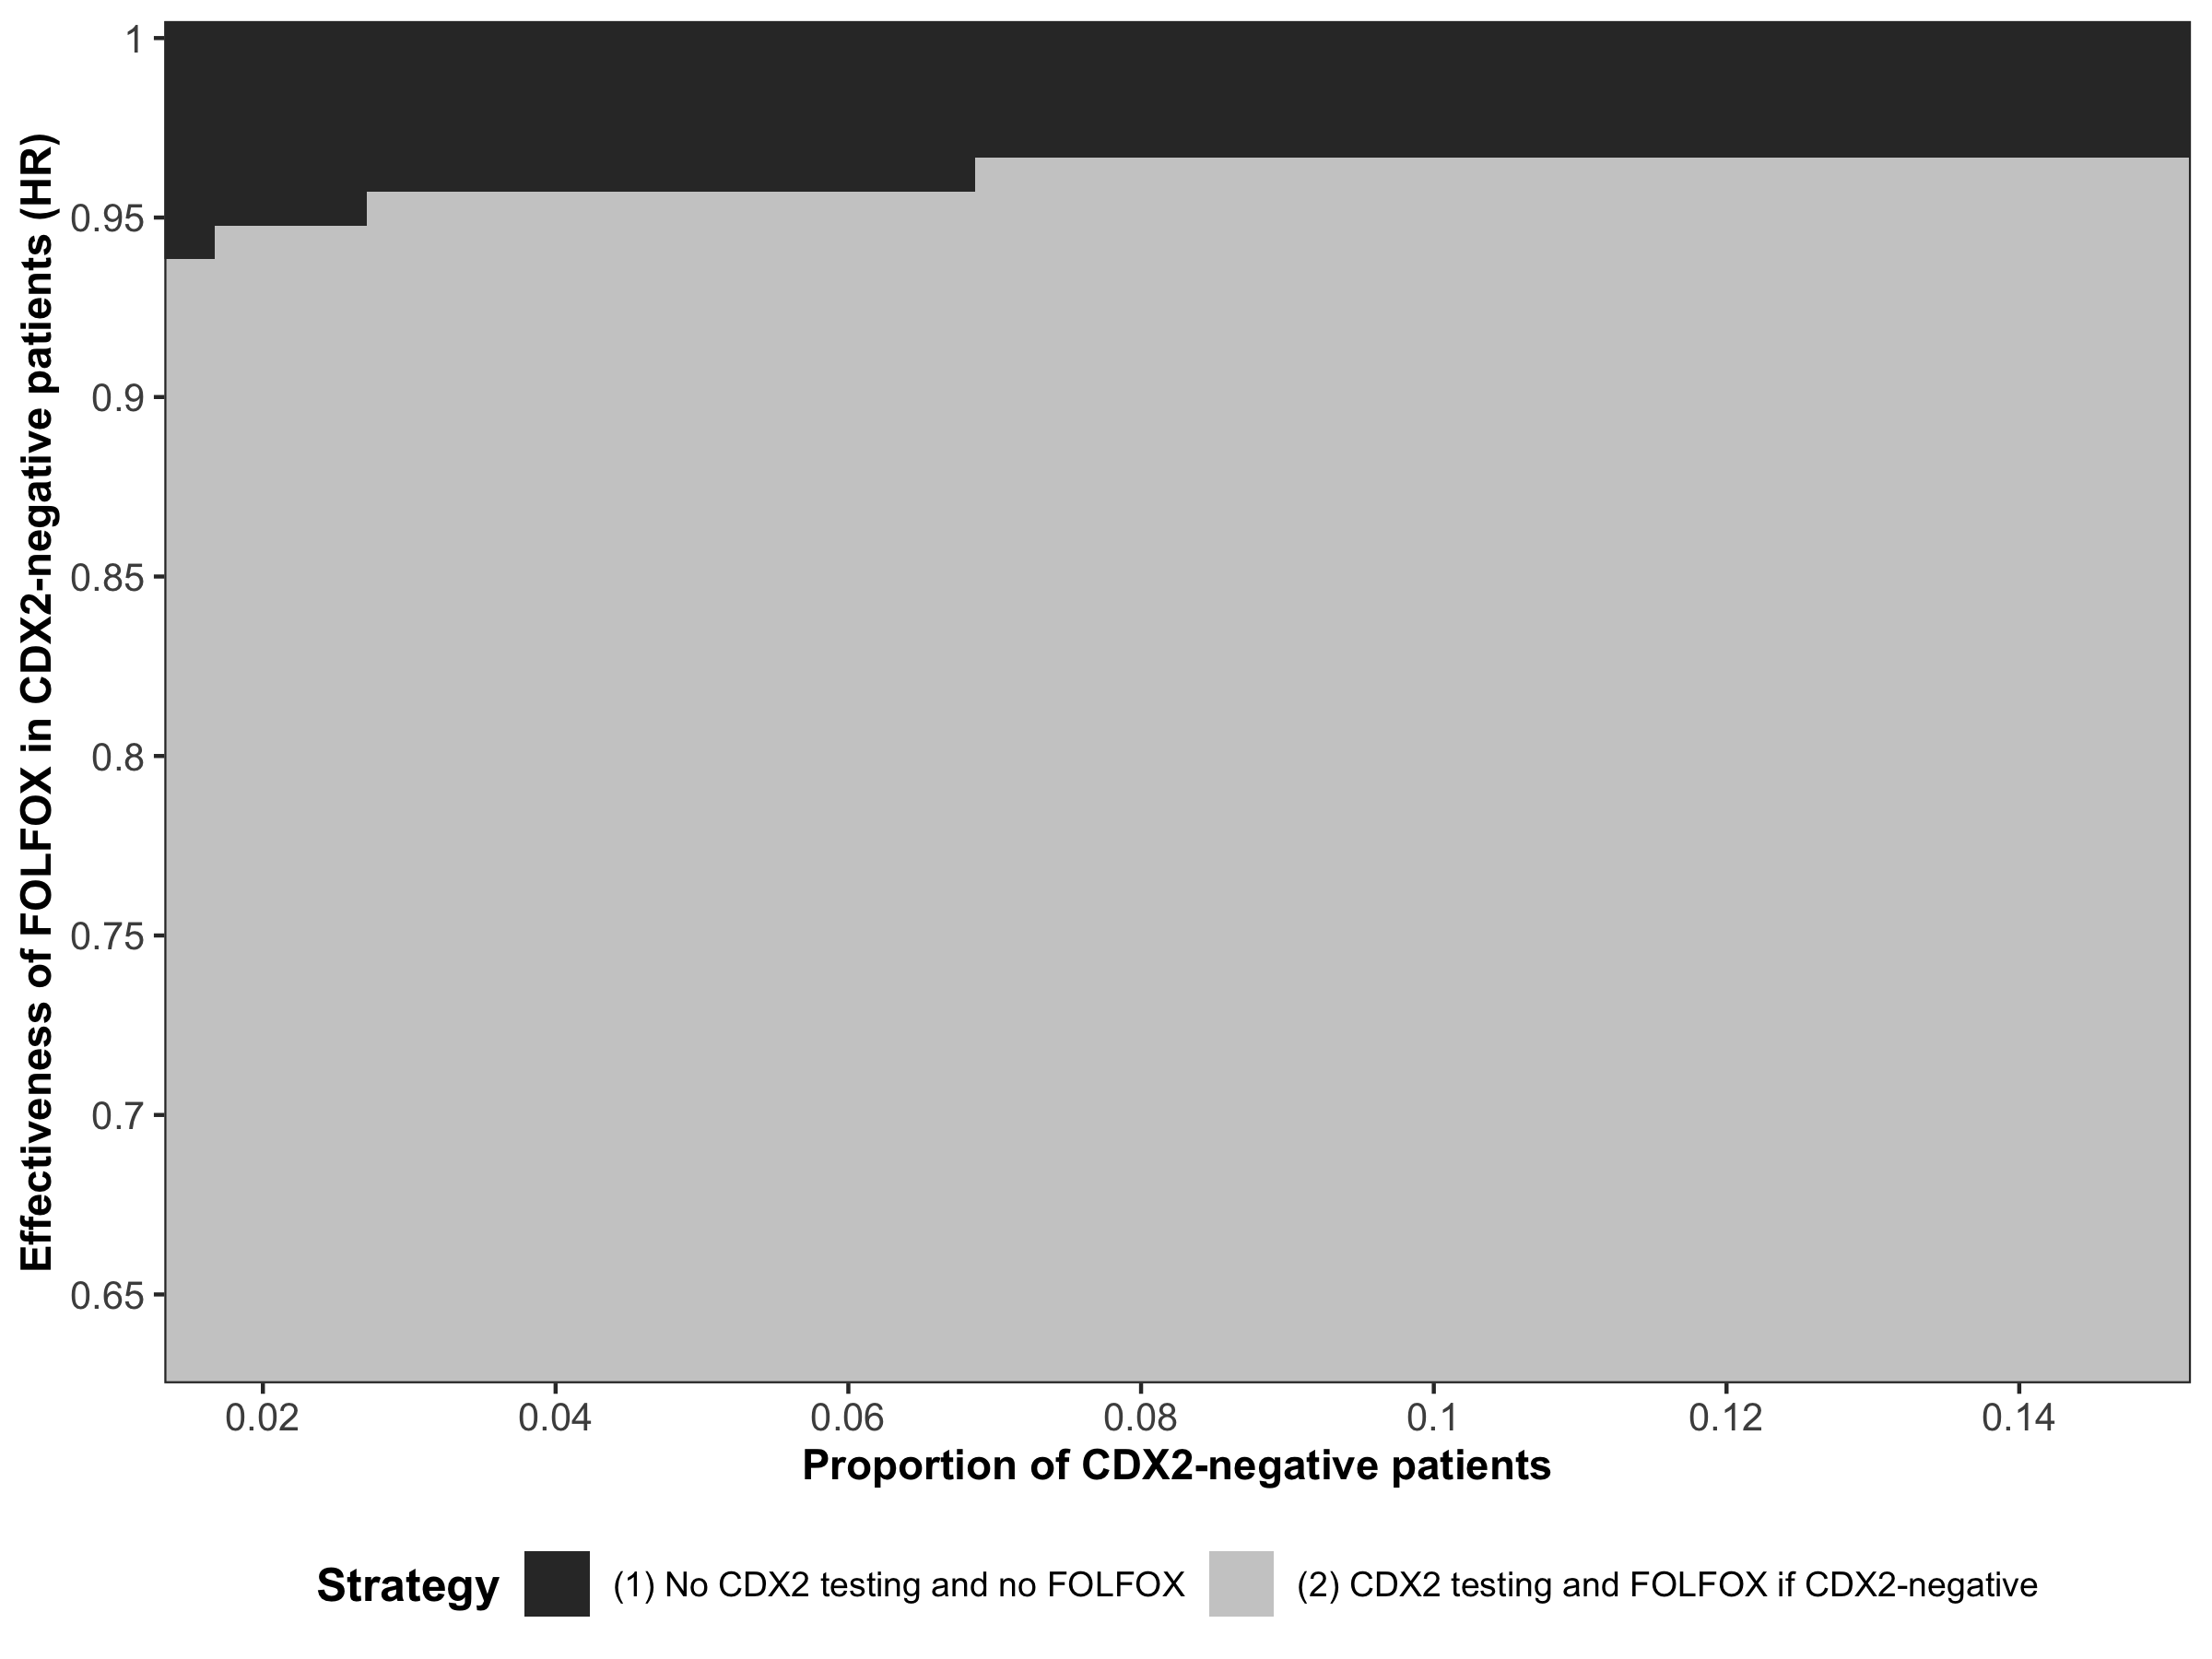 Effectiveness of FOLFOX in CDX2-negative patients (HR)
1
0.95
0.9
0.85
0.8
0.75
0.7
0.65
0.02 0.04 0.06 0.08 0.1 0.12 0.14
Proportion of CDX2-negative patients
Strategy (1) No CDX2 testing and no FOLFOX (2) CDX2 testing and FOLFOX if CDX2-negative